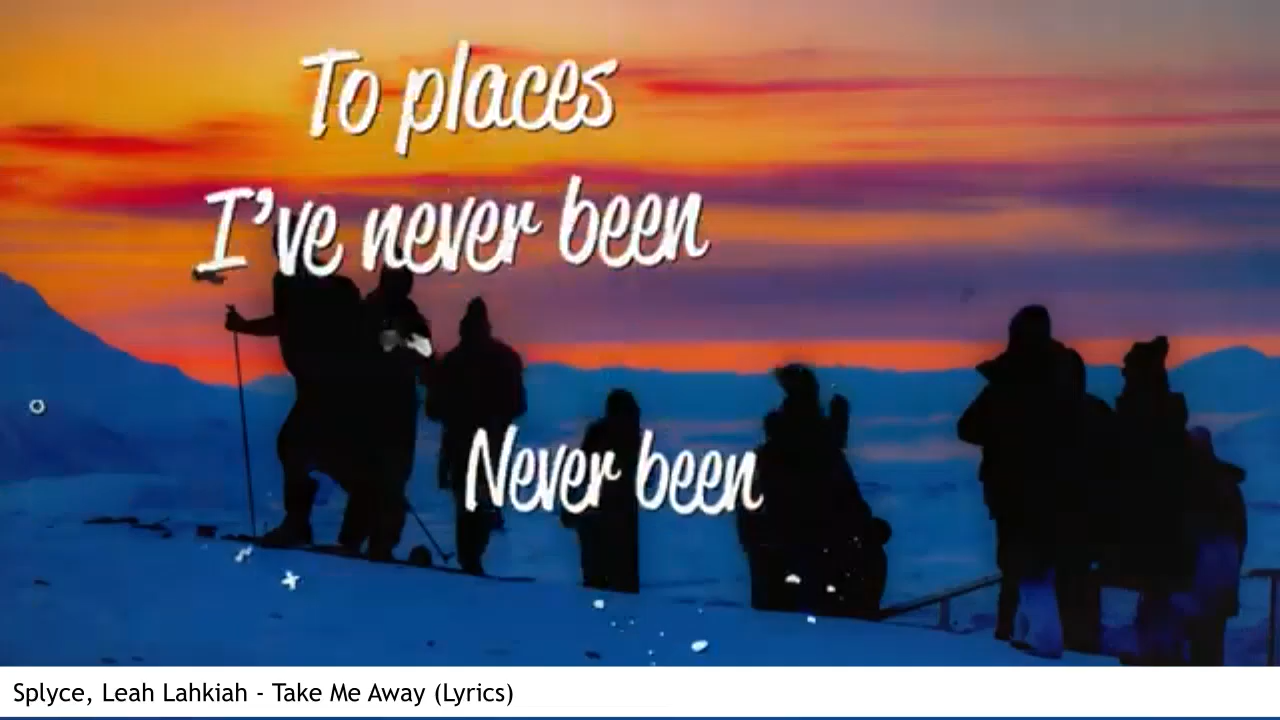 To places
I've never been
Never been
Splyce, Leah Lahkiah - Take Me Away (Lyrics)